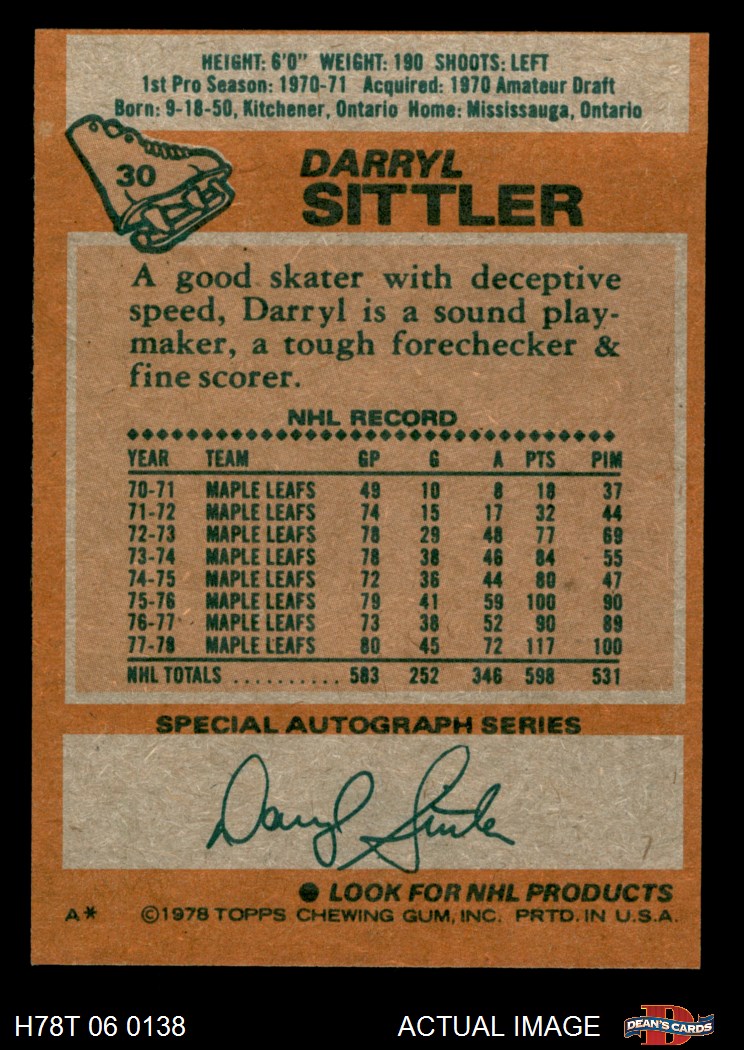 HEIGHT: 6'0" WEIGHT: 190 SHOOTS: LEFT
1st Pro Season: 1970-71 Acquired: 1970 Amateur Draft
Born: 9-18-50, Kitchener, Ontario Home: Mississauga, Ontario
30
DARRYL
SITTLER
A good skater with deceptive
speed, Darryl is a sound play-
maker, a tough forechecker &
fine scorer.
NHL RECORD
YEAR TEAM GP G A PTS PIM
70-71 MAPLE LEAFS 49 10 8 18 37
71-72 MAPLE LEAFS 74 15 17 32 44
72-73 MAPLE LEAFS 78 29 48 77 69
73-74 MAPLE LEAFS 78 38 46 84 55
74-75 MAPLE LEAFS 72 36 44 80 47
75-76 MAPLE LEAFS 79 41 59 100 90
76-77 MAPLE LEAFS 73 38 52 90 89
77-78 MAPLE LEAFS 80 45 72 117 100
NHL TOTALS .......... 583 252 346 598 531
SPECIAL AUTOGRAPH SERIES
Darryl Sittler
● LOOK FOR NHL PRODUCTS
A* ©1978 TOPPS CHEWING GUM, INC. PRTD. IN U.S.A.
H78T 06 0138 ACTUAL IMAGE DEAN'S CARDS